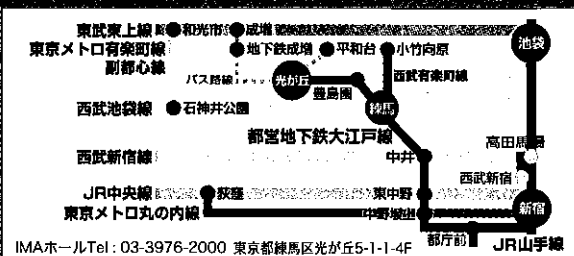 東武東上線 和光市 成増 池袋
東京メトロ有楽町線 地下鉄成増 平和台 小竹向原
副都心線
バス路線 光が丘 豊島園 西武有楽町線
西武池袋線 石神井公園 練馬
都営地下鉄大江戸線 高田馬場
西武新宿線 中井
西武新宿
JR中央線 荻窪 東中野 新宿
東京メトロ丸の内線 中野坂上
都庁前 JR山手線
IMAホールTel:03-3976-2000 東京都練馬区光が丘5-1-1-4F